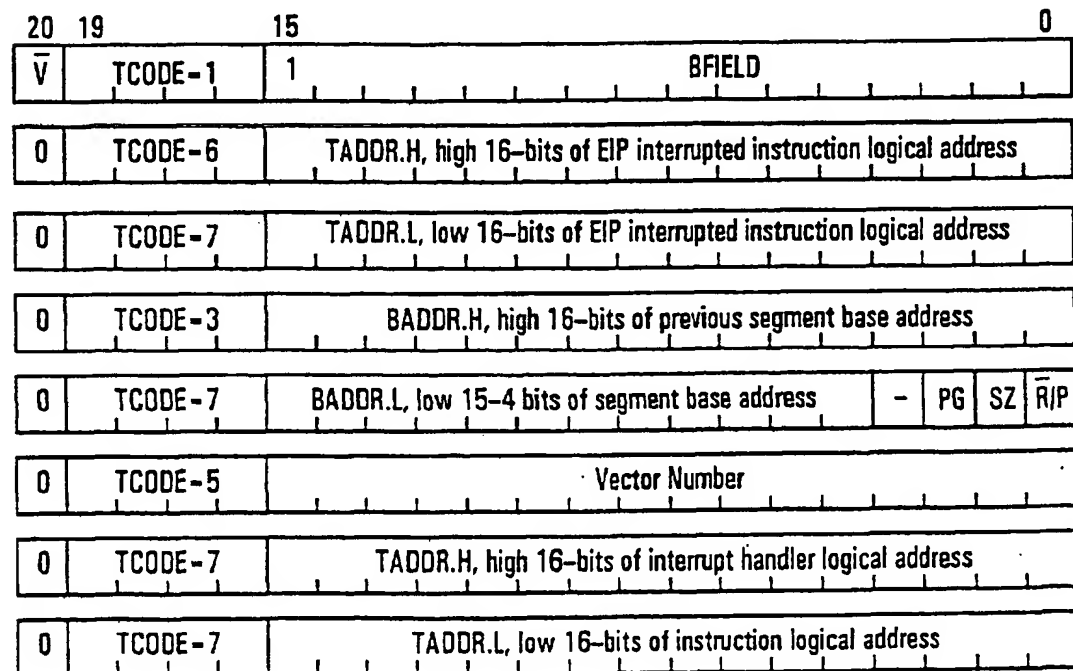 20 19 15 0
V̅ TCODE-1 1 BFIELD
0 TCODE-6 TADDR.H, high 16-bits of EIP interrupted instruction logical address
0 TCODE-7 TADDR.L, low 16-bits of EIP interrupted instruction logical address
0 TCODE-3 BADDR.H, high 16-bits of previous segment base address
0 TCODE-7 BADDR.L, low 15-4 bits of segment base address - PG SZ R̅/P
0 TCODE-5 Vector Number
0 TCODE-7 TADDR.H, high 16-bits of interrupt handler logical address
0 TCODE-7 TADDR.L, low 16-bits of instruction logical address